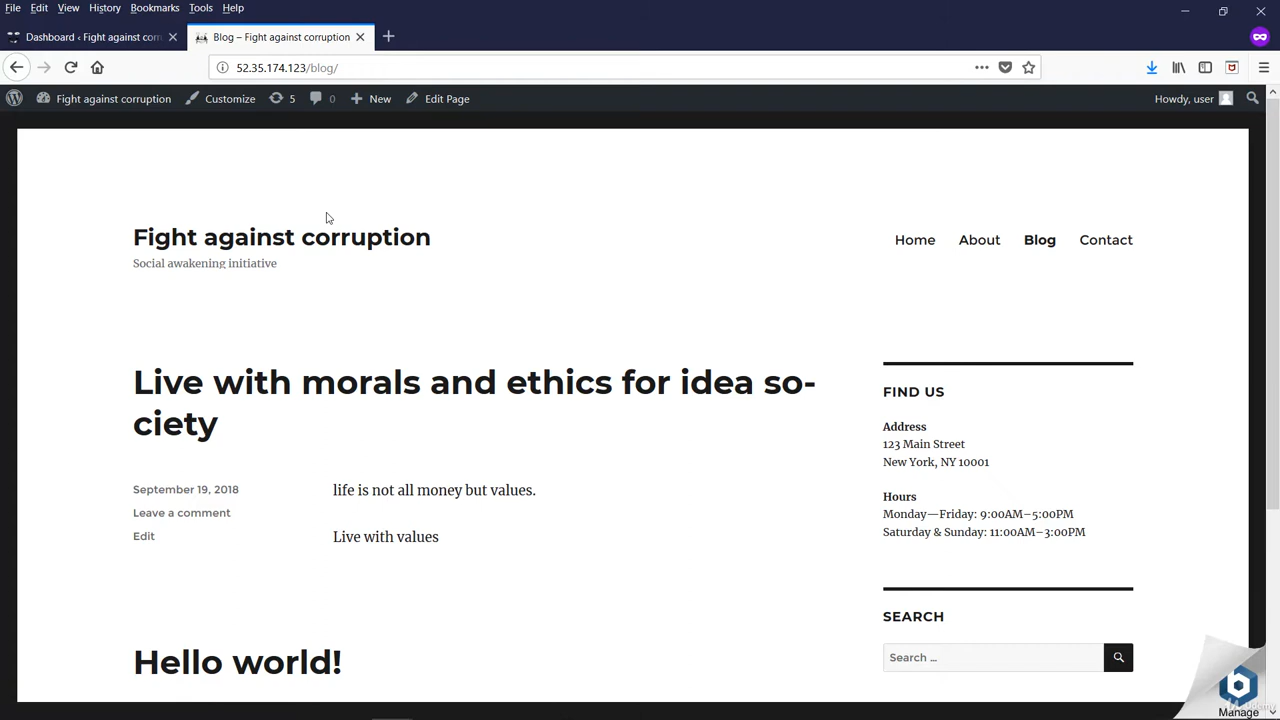 File Edit View History Bookmarks Tools Help
Dashboard ‹ Fight against corr
Blog – Fight against corruption
52.35.174.123/blog/
Fight against corruption Customize 5 0 New Edit Page Howdy, user
Fight against corruption
Social awakening initiative
Home About Blog Contact
Live with morals and ethics for idea so-
ciety
September 19, 2018
Leave a comment
Edit
life is not all money but values.
Live with values
Hello world!
FIND US
Address
123 Main Street
New York, NY 10001
Hours
Monday—Friday: 9:00AM–5:00PM
Saturday & Sunday: 11:00AM–3:00PM
SEARCH
Search …
Manage